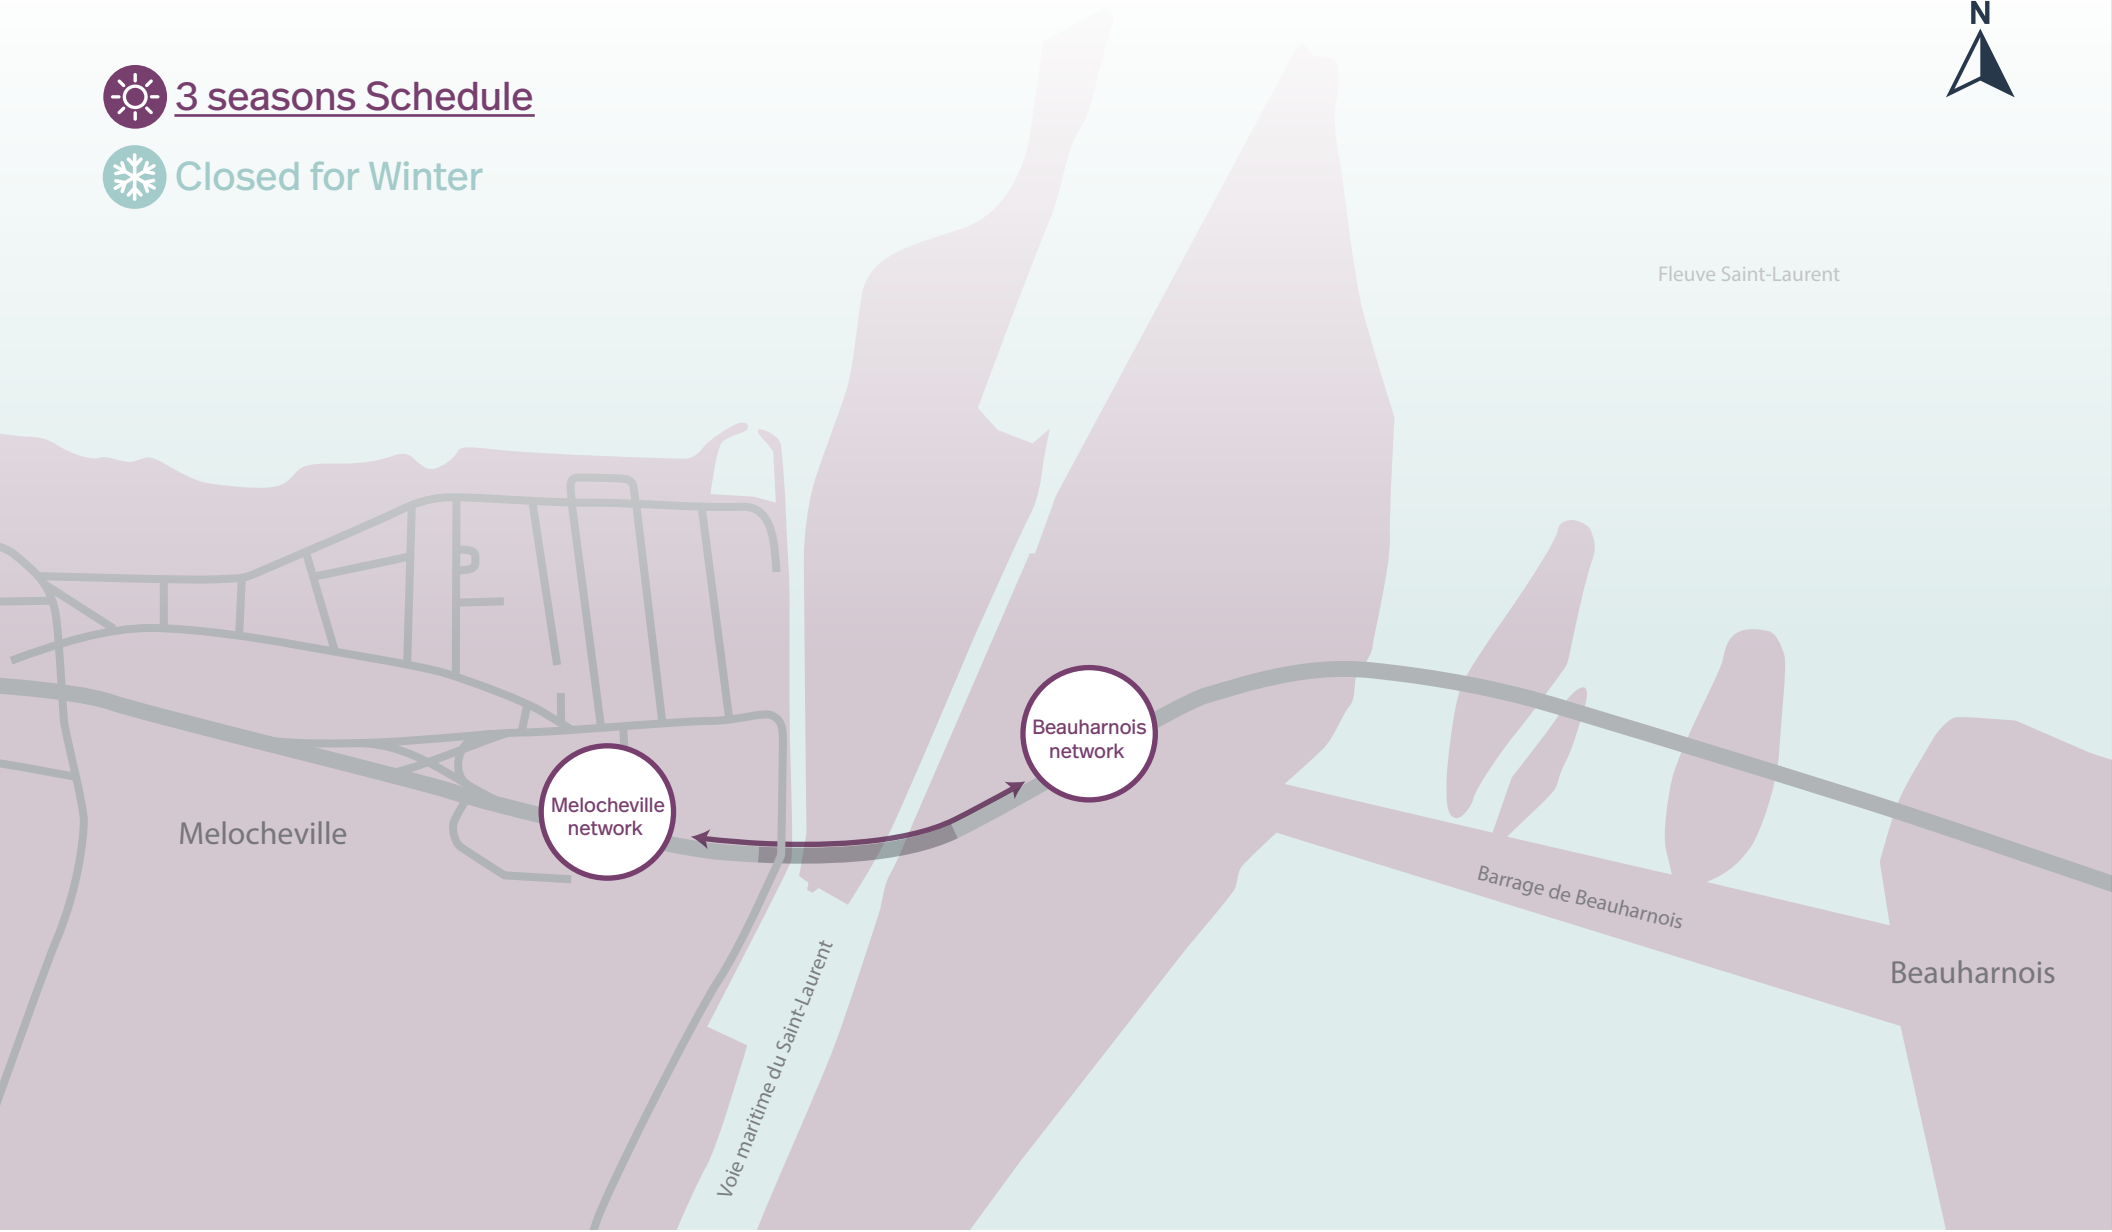 N
3 seasons Schedule
Closed for Winter
Fleuve Saint-Laurent
Beauharnois
network
Melocheville
network
Melocheville
Barrage de Beauharnois
Beauharnois
Voie maritime du Saint-Laurent